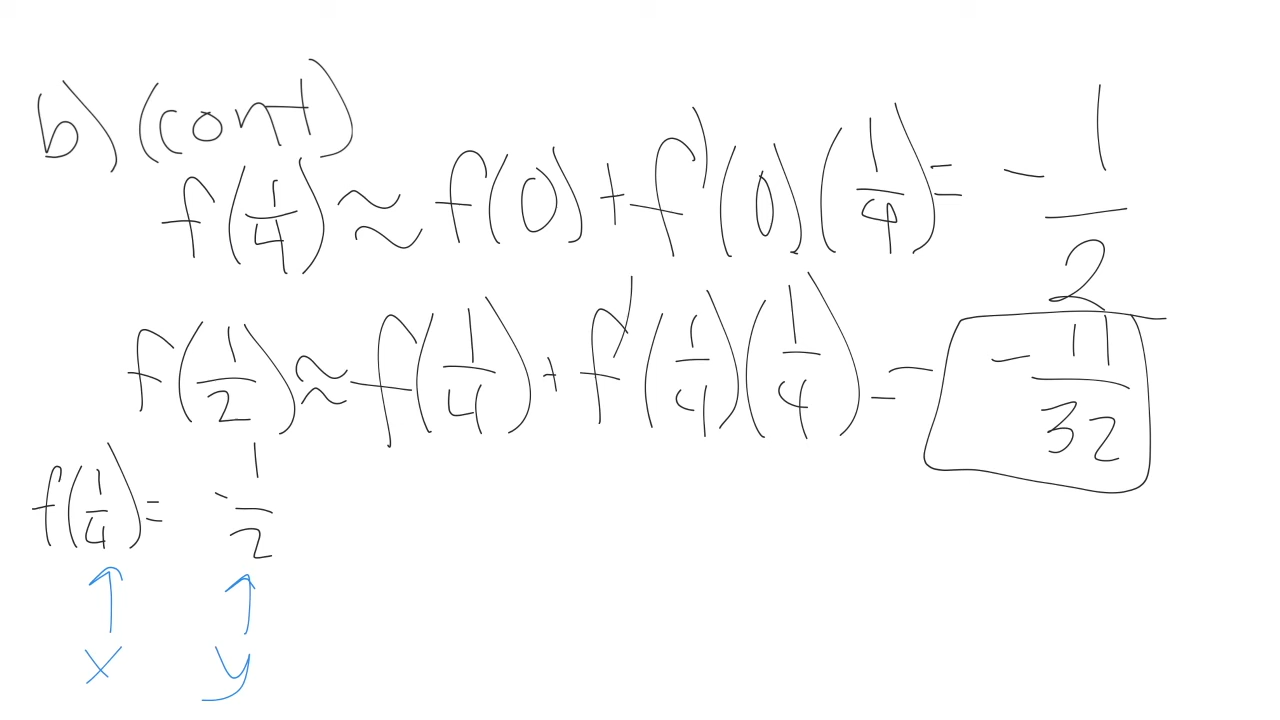 b) (cont)
f(1/4) ≈ f(0) + f'(0)(1/4) = -1/2
f(1/2) ≈ f(1/4) + f'(1/4)(1/4) = -11/32
f(1/4) = -1/2
↑ ↑
x y